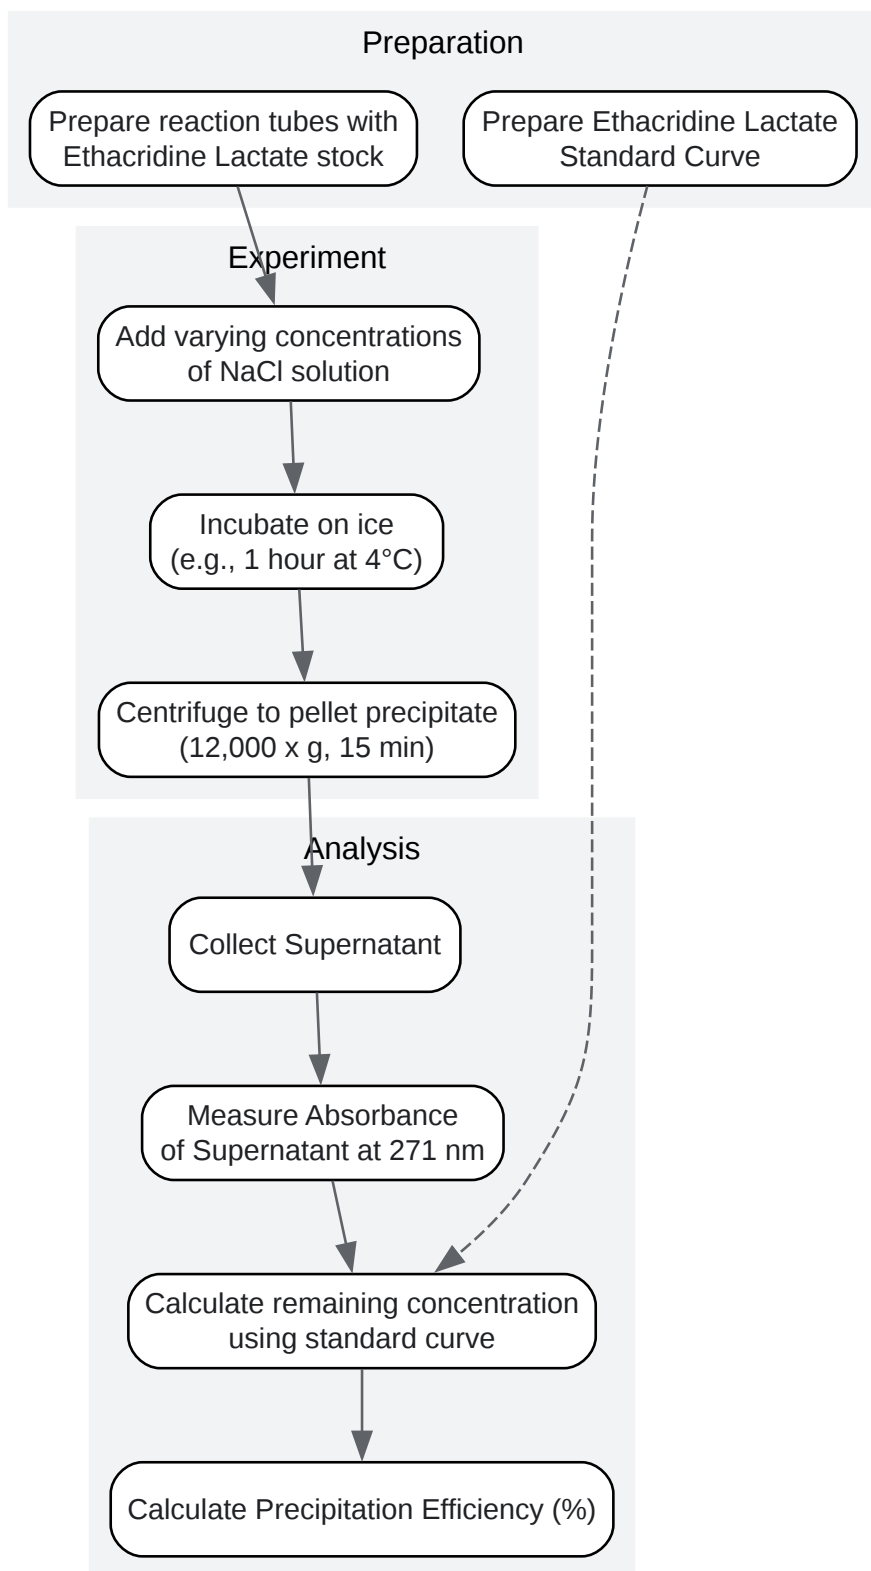 Preparation
Prepare reaction tubes with
Ethacridine Lactate stock
Prepare Ethacridine Lactate
Standard Curve
Experiment
Add varying concentrations
of NaCl solution
Incubate on ice
(e.g., 1 hour at 4°C)
Centrifuge to pellet precipitate
(12,000 x g, 15 min)
Analysis
Collect Supernatant
Measure Absorbance
of Supernatant at 271 nm
Calculate remaining concentration
using standard curve
Calculate Precipitation Efficiency (%)